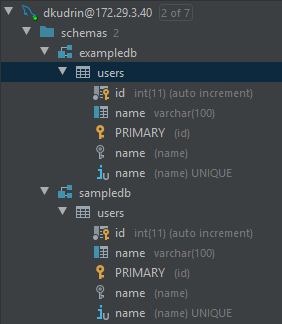 dkudrin@172.29.3.40 2 of 7
schemas 2
exampledb
users
id int(11) (auto increment)
name varchar(100)
PRIMARY (id)
name (name)
name (name) UNIQUE
sampledb
users
id int(11) (auto increment)
name varchar(100)
PRIMARY (id)
name (name)
name (name) UNIQUE